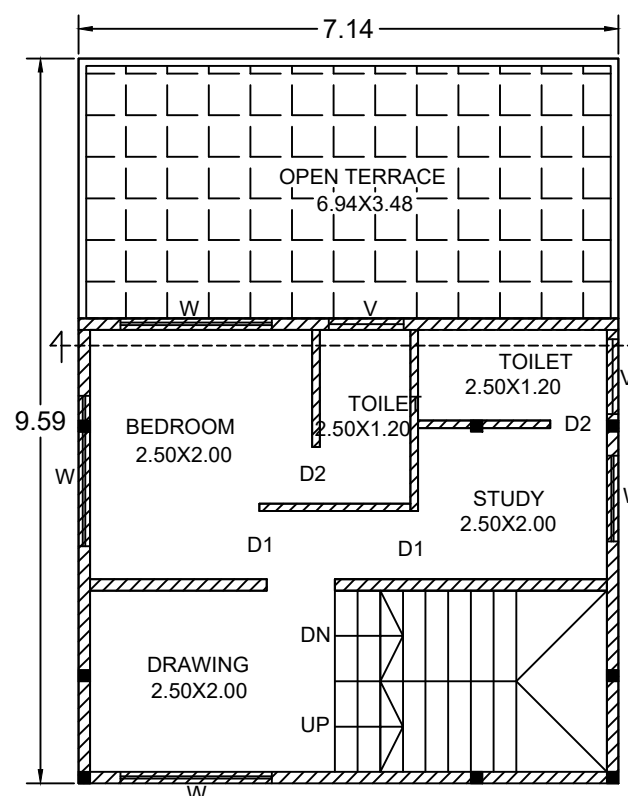 7.14
OPEN TERRACE
6.94X3.48
W
V
TOILET
2.50X1.20
V
9.59
BEDROOM
2.50X2.00
TOILET
2.50X1.20
D2
D2
W
STUDY
2.50X2.00
W
D1
D1
DRAWING
2.50X2.00
DN
UP
W